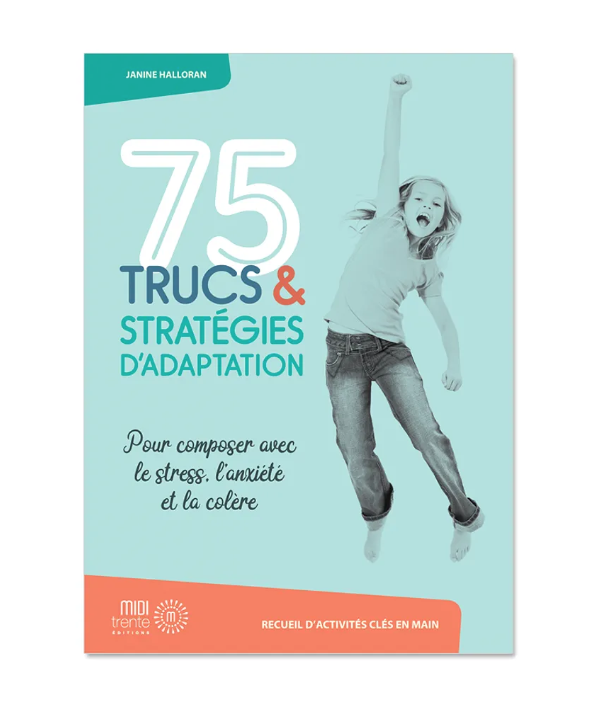 JANINE HALLORAN
75
TRUCS &
STRATÉGIES
D'ADAPTATION
Pour composer avec
le stress, l'anxiété
et la colère
MIDI
trente
ÉDITIONS
m
RECUEIL D'ACTIVITÉS CLÉS EN MAIN